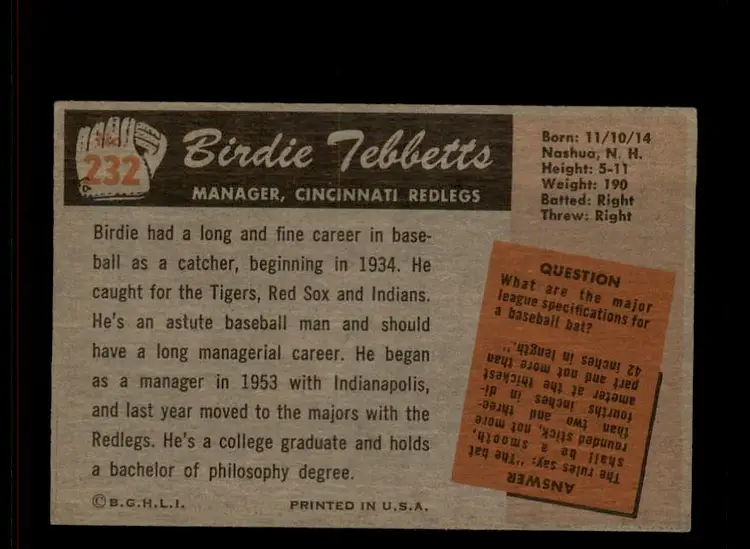 No.
232
Birdie Tebbetts
MANAGER, CINCINNATI REDLEGS
Born: 11/10/14
Nashua, N. H.
Height: 5-11
Weight: 190
Batted: Right
Threw: Right
Birdie had a long and fine career in base-
ball as a catcher, beginning in 1934. He
caught for the Tigers, Red Sox and Indians.
He's an astute baseball man and should
have a long managerial career. He began
as a manager in 1953 with Indianapolis,
and last year moved to the majors with the
Redlegs. He's a college graduate and holds
a bachelor of philosophy degree.
©B.G.H.L.I.
PRINTED IN U.S.A.
QUESTION
What are the major
league specifications for
a baseball bat?
ANSWER
The rules say: "The bat
shall be a smooth,
rounded stick, not more
than two and three-
fourths inches in di-
ameter at the thickest
part and not more than
42 inches in length."